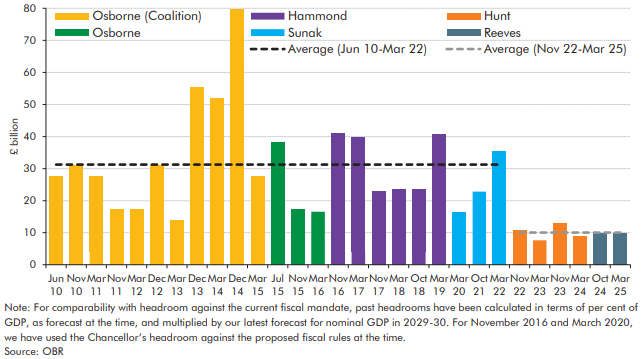 80
70
60
50
40
30
20
10
0
£ billion
Osborne (Coalition)
Hammond
Hunt
Osborne
Sunak
Reeves
Average (Jun 10-Mar 22)
Average (Nov 22-Mar 25)
Jun Nov Mar Nov Mar Dec Mar Dec Mar Dec Mar Jul Nov Mar Nov Mar Nov Mar Oct Mar Mar Oct Mar Nov Mar Nov Mar Oct Mar
10 10 11 11 12 12 13 13 14 14 15 15 15 16 16 17 17 18 18 19 20 21 22 22 23 23 24 24 25
Note: For comparability with headroom against the current fiscal mandate, past headrooms have been calculated in terms of per cent of
GDP, as forecast at the time, and multiplied by our latest forecast for nominal GDP in 2029-30. For November 2016 and March 2020,
we have used the Chancellor's headroom against the proposed fiscal rules at the time.
Source: OBR